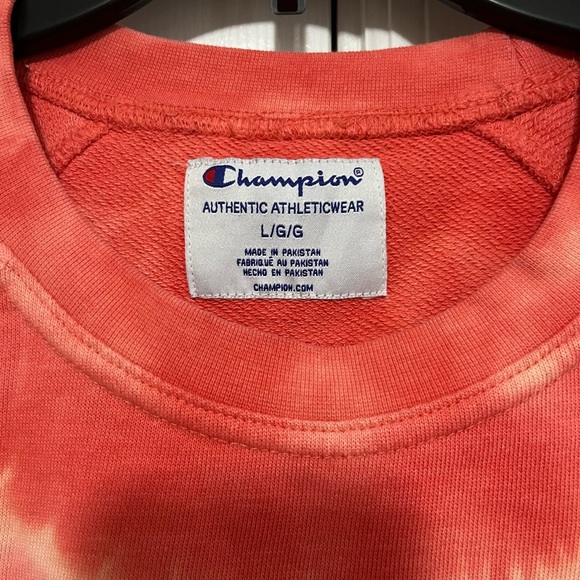 Champion®
AUTHENTIC ATHLETICWEAR
L/G/G
MADE IN PAKISTAN
FABRIQUÉ AU PAKISTAN
HECHO EN PAKISTAN
CHAMPION.COM